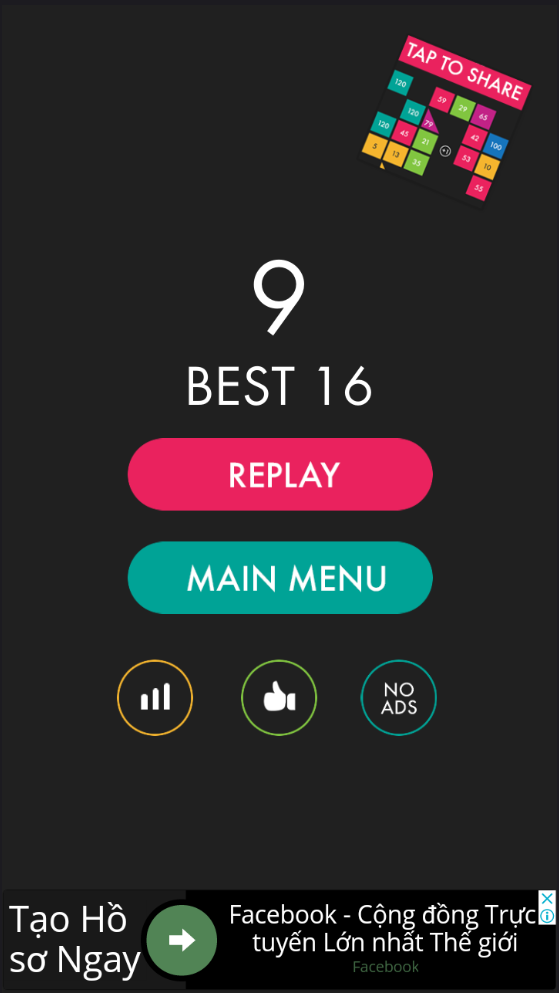 TAP TO SHARE
120
59 29 65
120 79
120 45 21 42 100
5 13 35 53 10
55
9
BEST 16
REPLAY
MAIN MENU
NO
ADS
Tạo Hồ
sơ Ngay
Facebook - Cộng đồng Trực
tuyến Lớn nhất Thế giới
Facebook